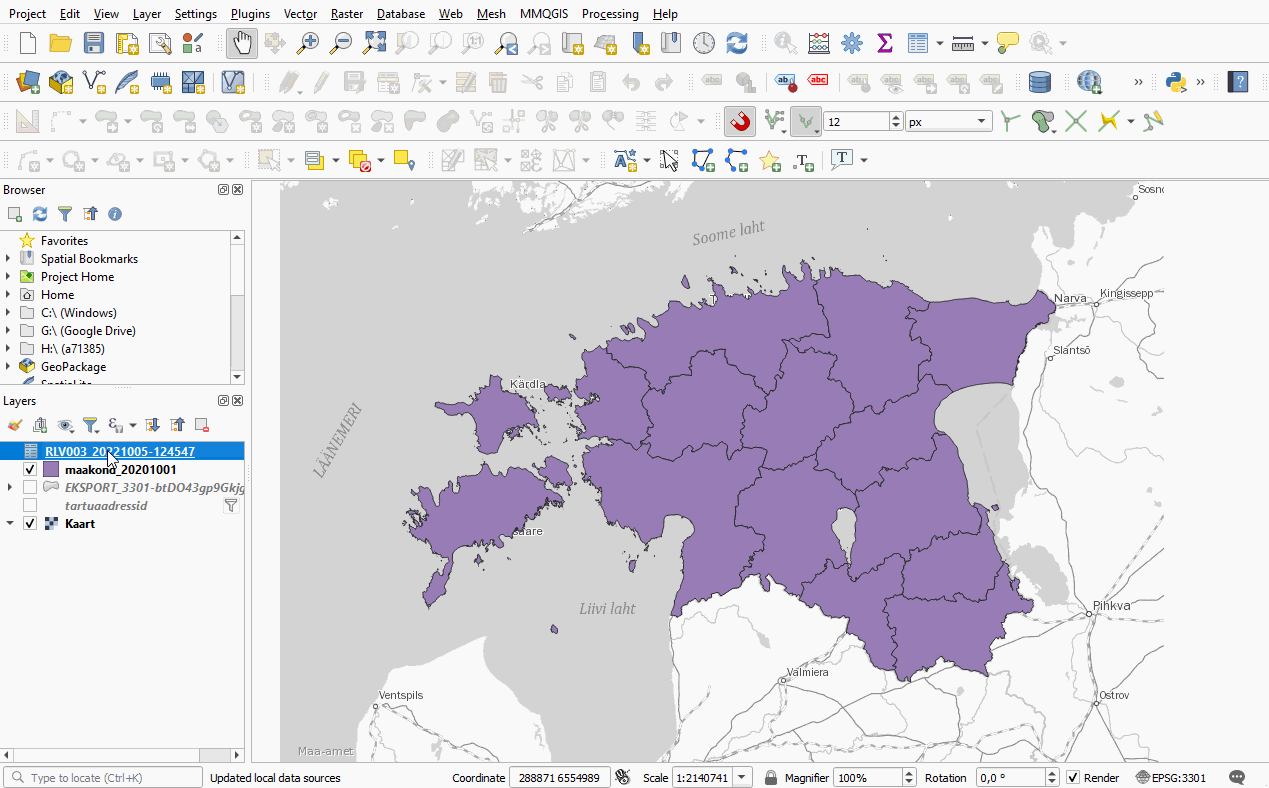 Project Edit View Layer Settings Plugins Vector Raster Database Web Mesh MMQGIS Processing Help
12 px
Browser
Favorites
Spatial Bookmarks
Project Home
Home
C:\ (Windows)
G:\ (Google Drive)
H:\ (a71385)
GeoPackage
Layers
RLV003_20221005-124547
maakond_20201001
EKSPORT_3301-btDO43gp9Gkjg
tartuaadressid
Kaart
Soome laht
Sosno
Narva
Kingissepp
Slantsõ
Kärdla
LÄÄNEMERI
Saare
Liivi laht
Pihkva
Valmiera
Ventspils
Ostrov
Maa-amet
Type to locate (Ctrl+K) Updated local data sources Coordinate 288871 6554989 Scale 1:2140741 Magnifier 100% Rotation 0,0 ° Render EPSG:3301